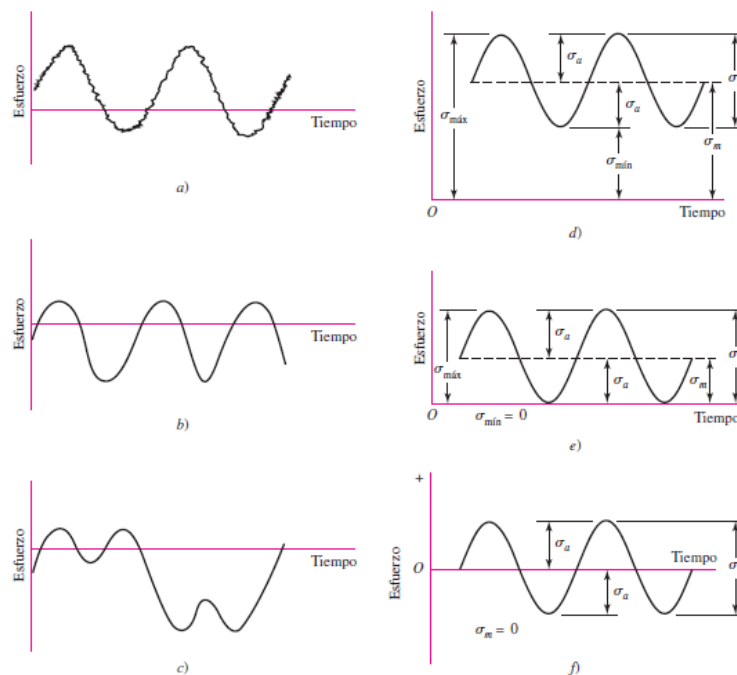 Esfuerzo
Tiempo
a)
Esfuerzo
Tiempo
b)
Esfuerzo
Tiempo
c)
Esfuerzo
σmáx
σa
σa
σmín
σm
σ
O
Tiempo
d)
Esfuerzo
σmáx
σa
σa
σm
σ
O
σmín = 0
Tiempo
e)
+
Esfuerzo
O
σa
Tiempo
σa
σ
σm = 0
f)